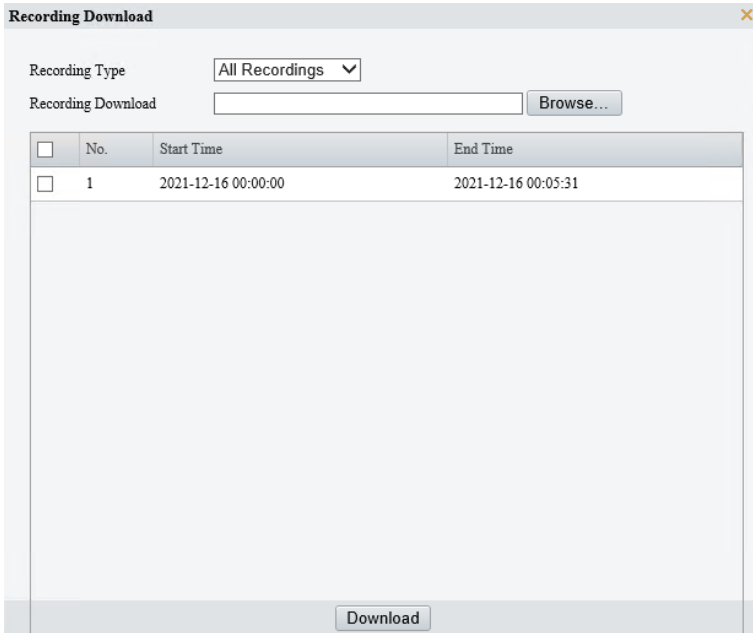 Recording Download
Recording Type All Recordings
Recording Download Browse...
No. Start Time End Time
1 2021-12-16 00:00:00 2021-12-16 00:05:31
Download